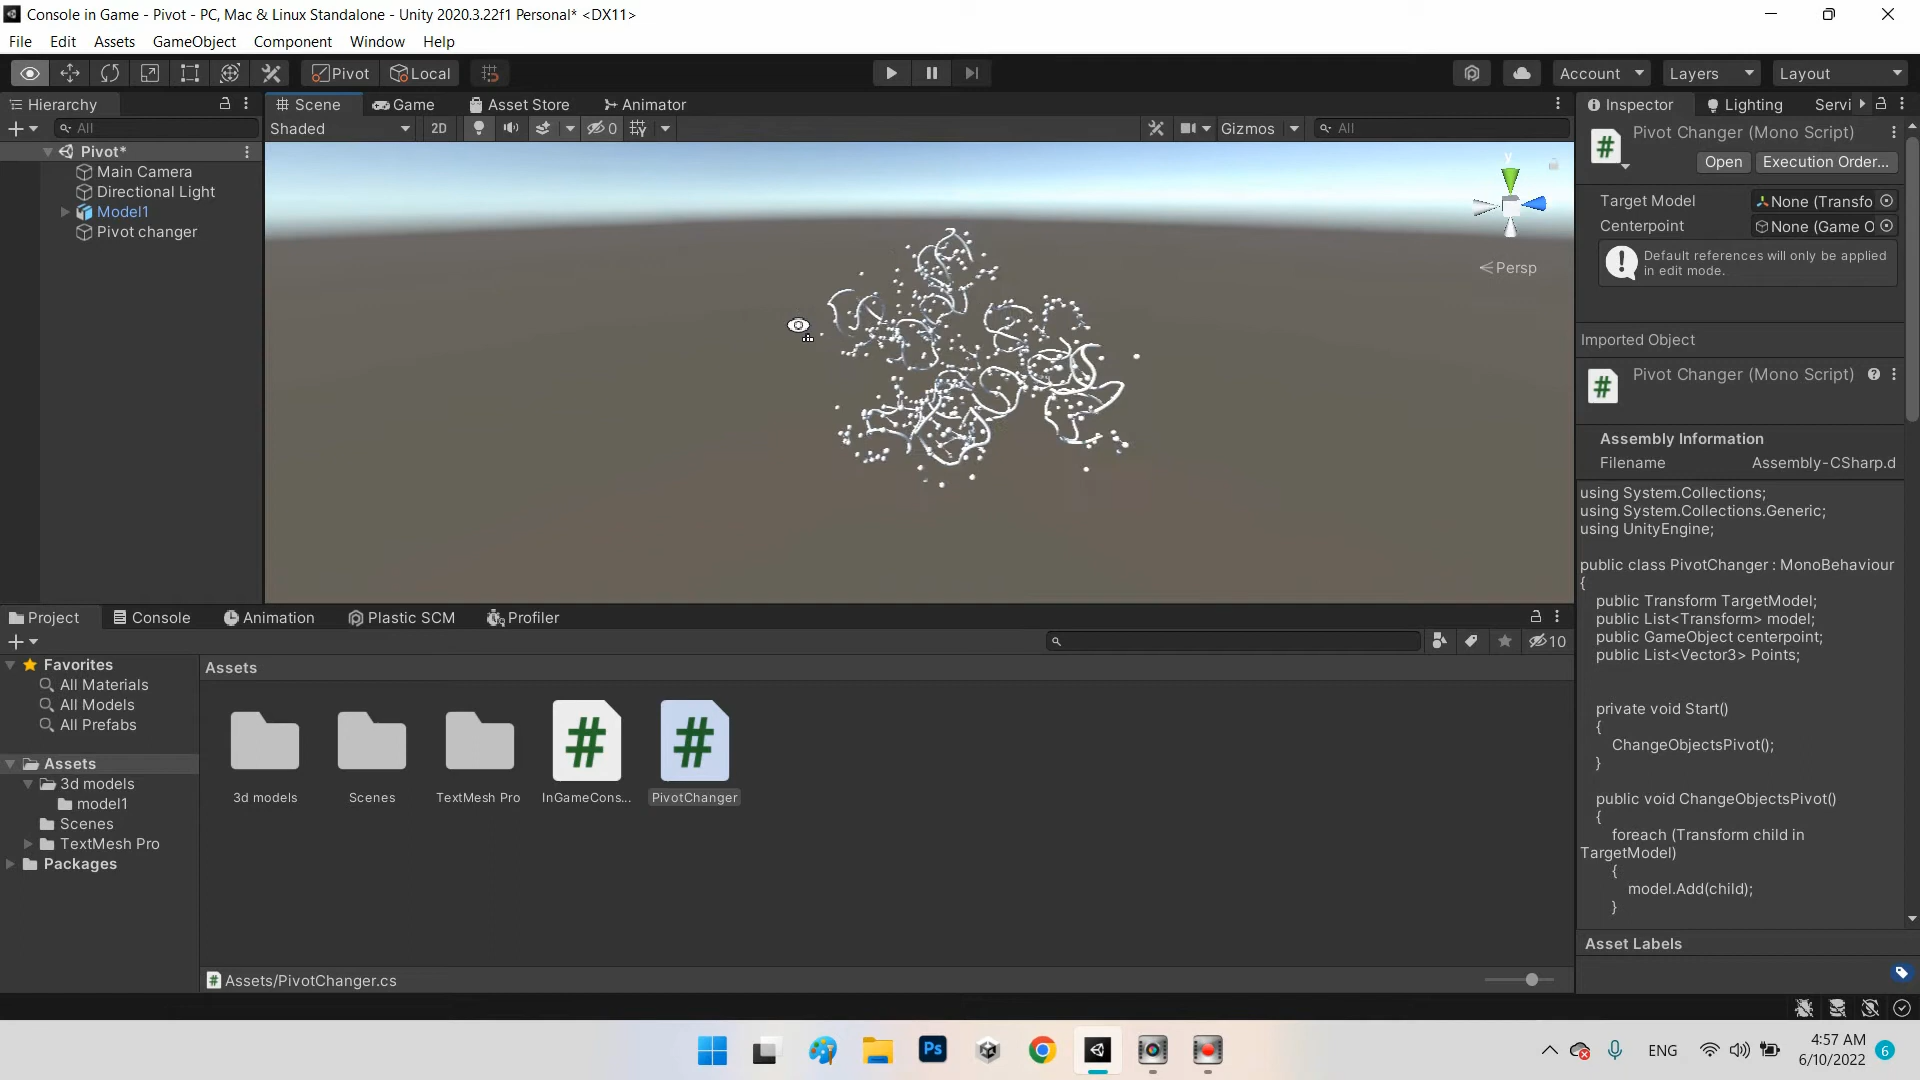 Console in Game - Pivot - PC, Mac & Linux Standalone - Unity 2020.3.22f1 Personal* <DX11>
File Edit Assets GameObject Component Window Help
Pivot Local
Account Layers Layout
Hierarchy
All
Pivot*
Main Camera
Directional Light
Model1
Pivot changer
Scene Game Asset Store Animator
Shaded 2D 0 Gizmos All
y
Persp
Inspector Lighting Servi
Pivot Changer (Mono Script)
Open Execution Order...
Target Model None (Transfo
Centerpoint None (Game O
Default references will only be applied
in edit mode.
Imported Object
Pivot Changer (Mono Script)
Assembly Information
Filename Assembly-CSharp.d
using System.Collections;
using System.Collections.Generic;
using UnityEngine;
public class PivotChanger : MonoBehaviour
{
public Transform TargetModel;
public List<Transform> model;
public GameObject centerpoint;
public List<Vector3> Points;
private void Start()
{
ChangeObjectsPivot();
}
public void ChangeObjectsPivot()
{
foreach (Transform child in
TargetModel)
{
model.Add(child);
}
Asset Labels
Project Console Animation Plastic SCM Profiler
10
Favorites
All Materials
All Models
All Prefabs
Assets
3d models
model1
Scenes
TextMesh Pro
Packages
Assets
3d models Scenes TextMesh Pro InGameCons... PivotChanger
Assets/PivotChanger.cs
Ps
ENG
4:57 AM
6/10/2022
6